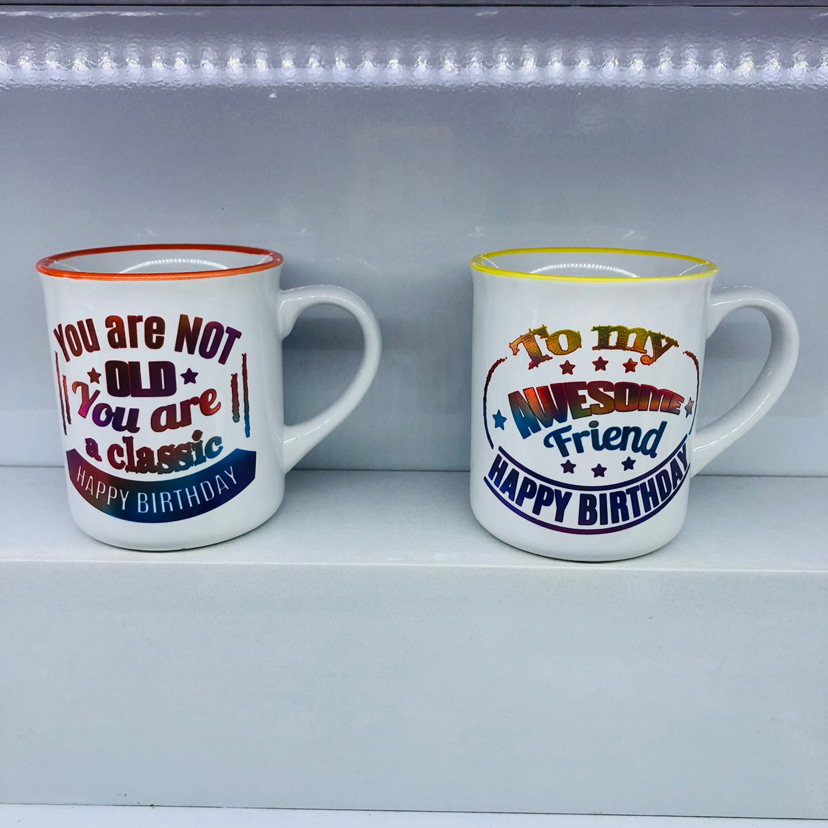 You are NOT
OLD
You are
a classic
HAPPY BIRTHDAY
To my
AWESOME
Friend
HAPPY BIRTHDAY